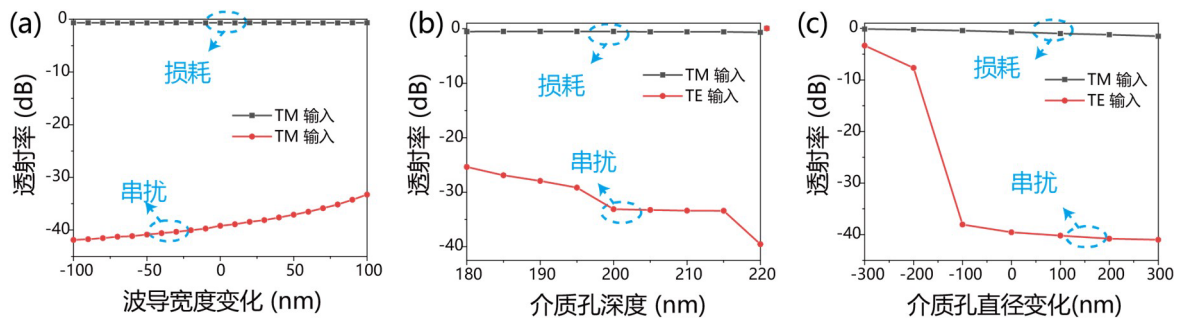 (a)
透射率 (dB)
0
-10
-20
-30
-40
损耗
TM 输入
TM 输入
串扰
-100
-50
0
50
100
波导宽度变化 (nm)
(b)
透射率 (dB)
0
-10
-20
-30
-40
损耗
TM 输入
TE 输入
串扰
180
190
200
210
220
介质孔深度 (nm)
(c)
透射率 (dB)
0
-10
-20
-30
-40
损耗
TM 输入
TE 输入
串扰
-300
-200
-100
0
100
200
300
介质孔直径变化(nm)